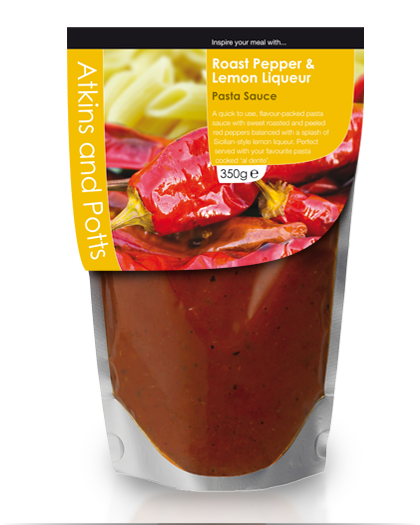 Inspire your meal with...
Atkins and Potts
Roast Pepper &
Lemon Liqueur
Pasta Sauce
A quick to use, flavour-packed pasta
sauce with sweet roasted and peeled
red peppers balanced with a splash of
Sicilian-style lemon liqueur. Perfect
served with your favourite pasta
cooked 'al dente'.
350g ℮